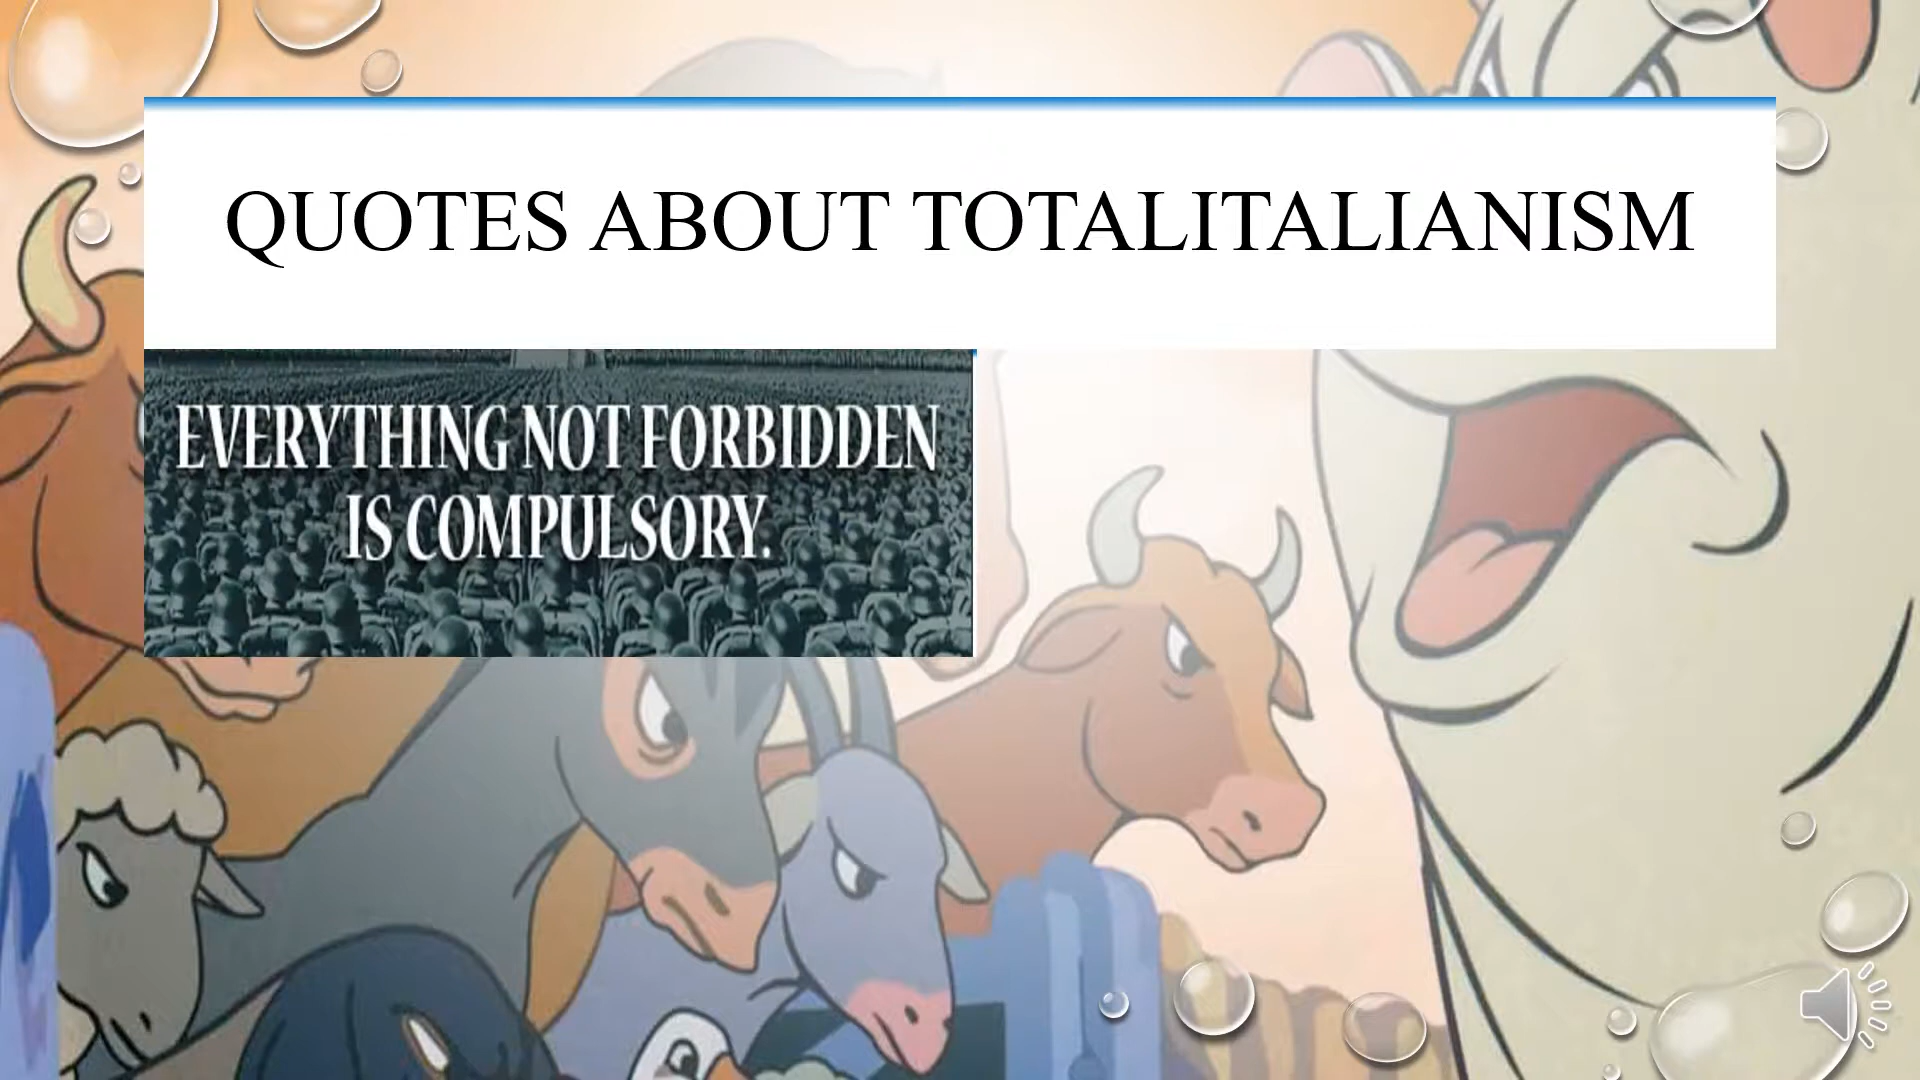 QUOTES ABOUT TOTALITALIANISM
EVERYTHING NOT FORBIDDEN
IS COMPULSORY.